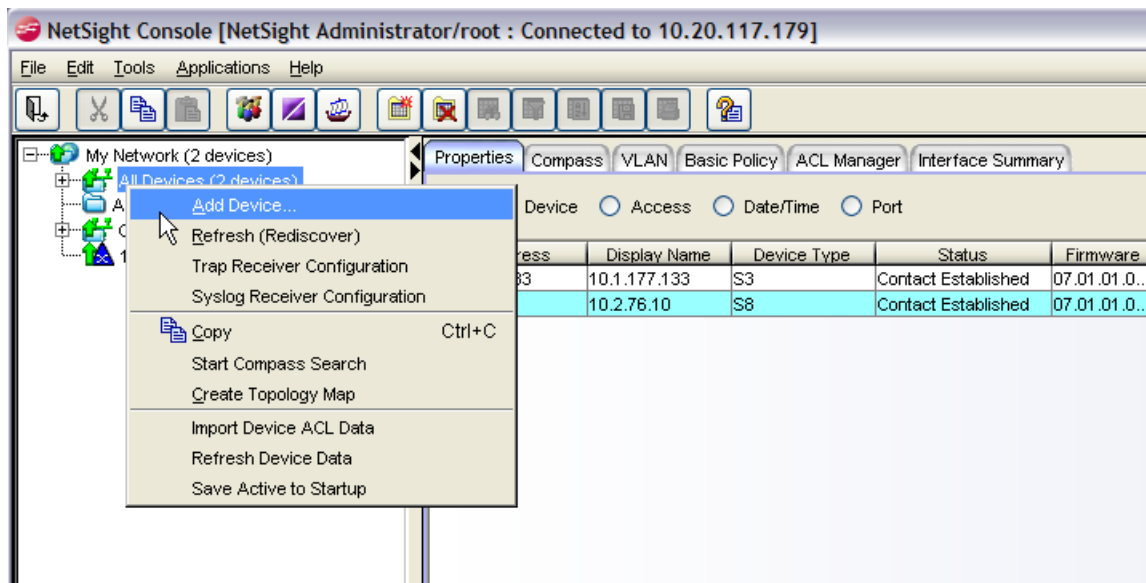 NetSight Console [NetSight Administrator/root : Connected to 10.20.117.179]
File Edit Tools Applications Help
My Network (2 devices)
All Devices (2 devices)
Add Device...
Refresh (Rediscover)
Trap Receiver Configuration
Syslog Receiver Configuration
Copy Ctrl+C
Start Compass Search
Create Topology Map
Import Device ACL Data
Refresh Device Data
Save Active to Startup
Properties Compass VLAN Basic Policy ACL Manager Interface Summary
Device Access Date/Time Port
Display Name Device Type Status Firmware
10.1.177.133 S3 Contact Established 07.01.01.0...
10.2.76.10 S8 Contact Established 07.01.01.0...